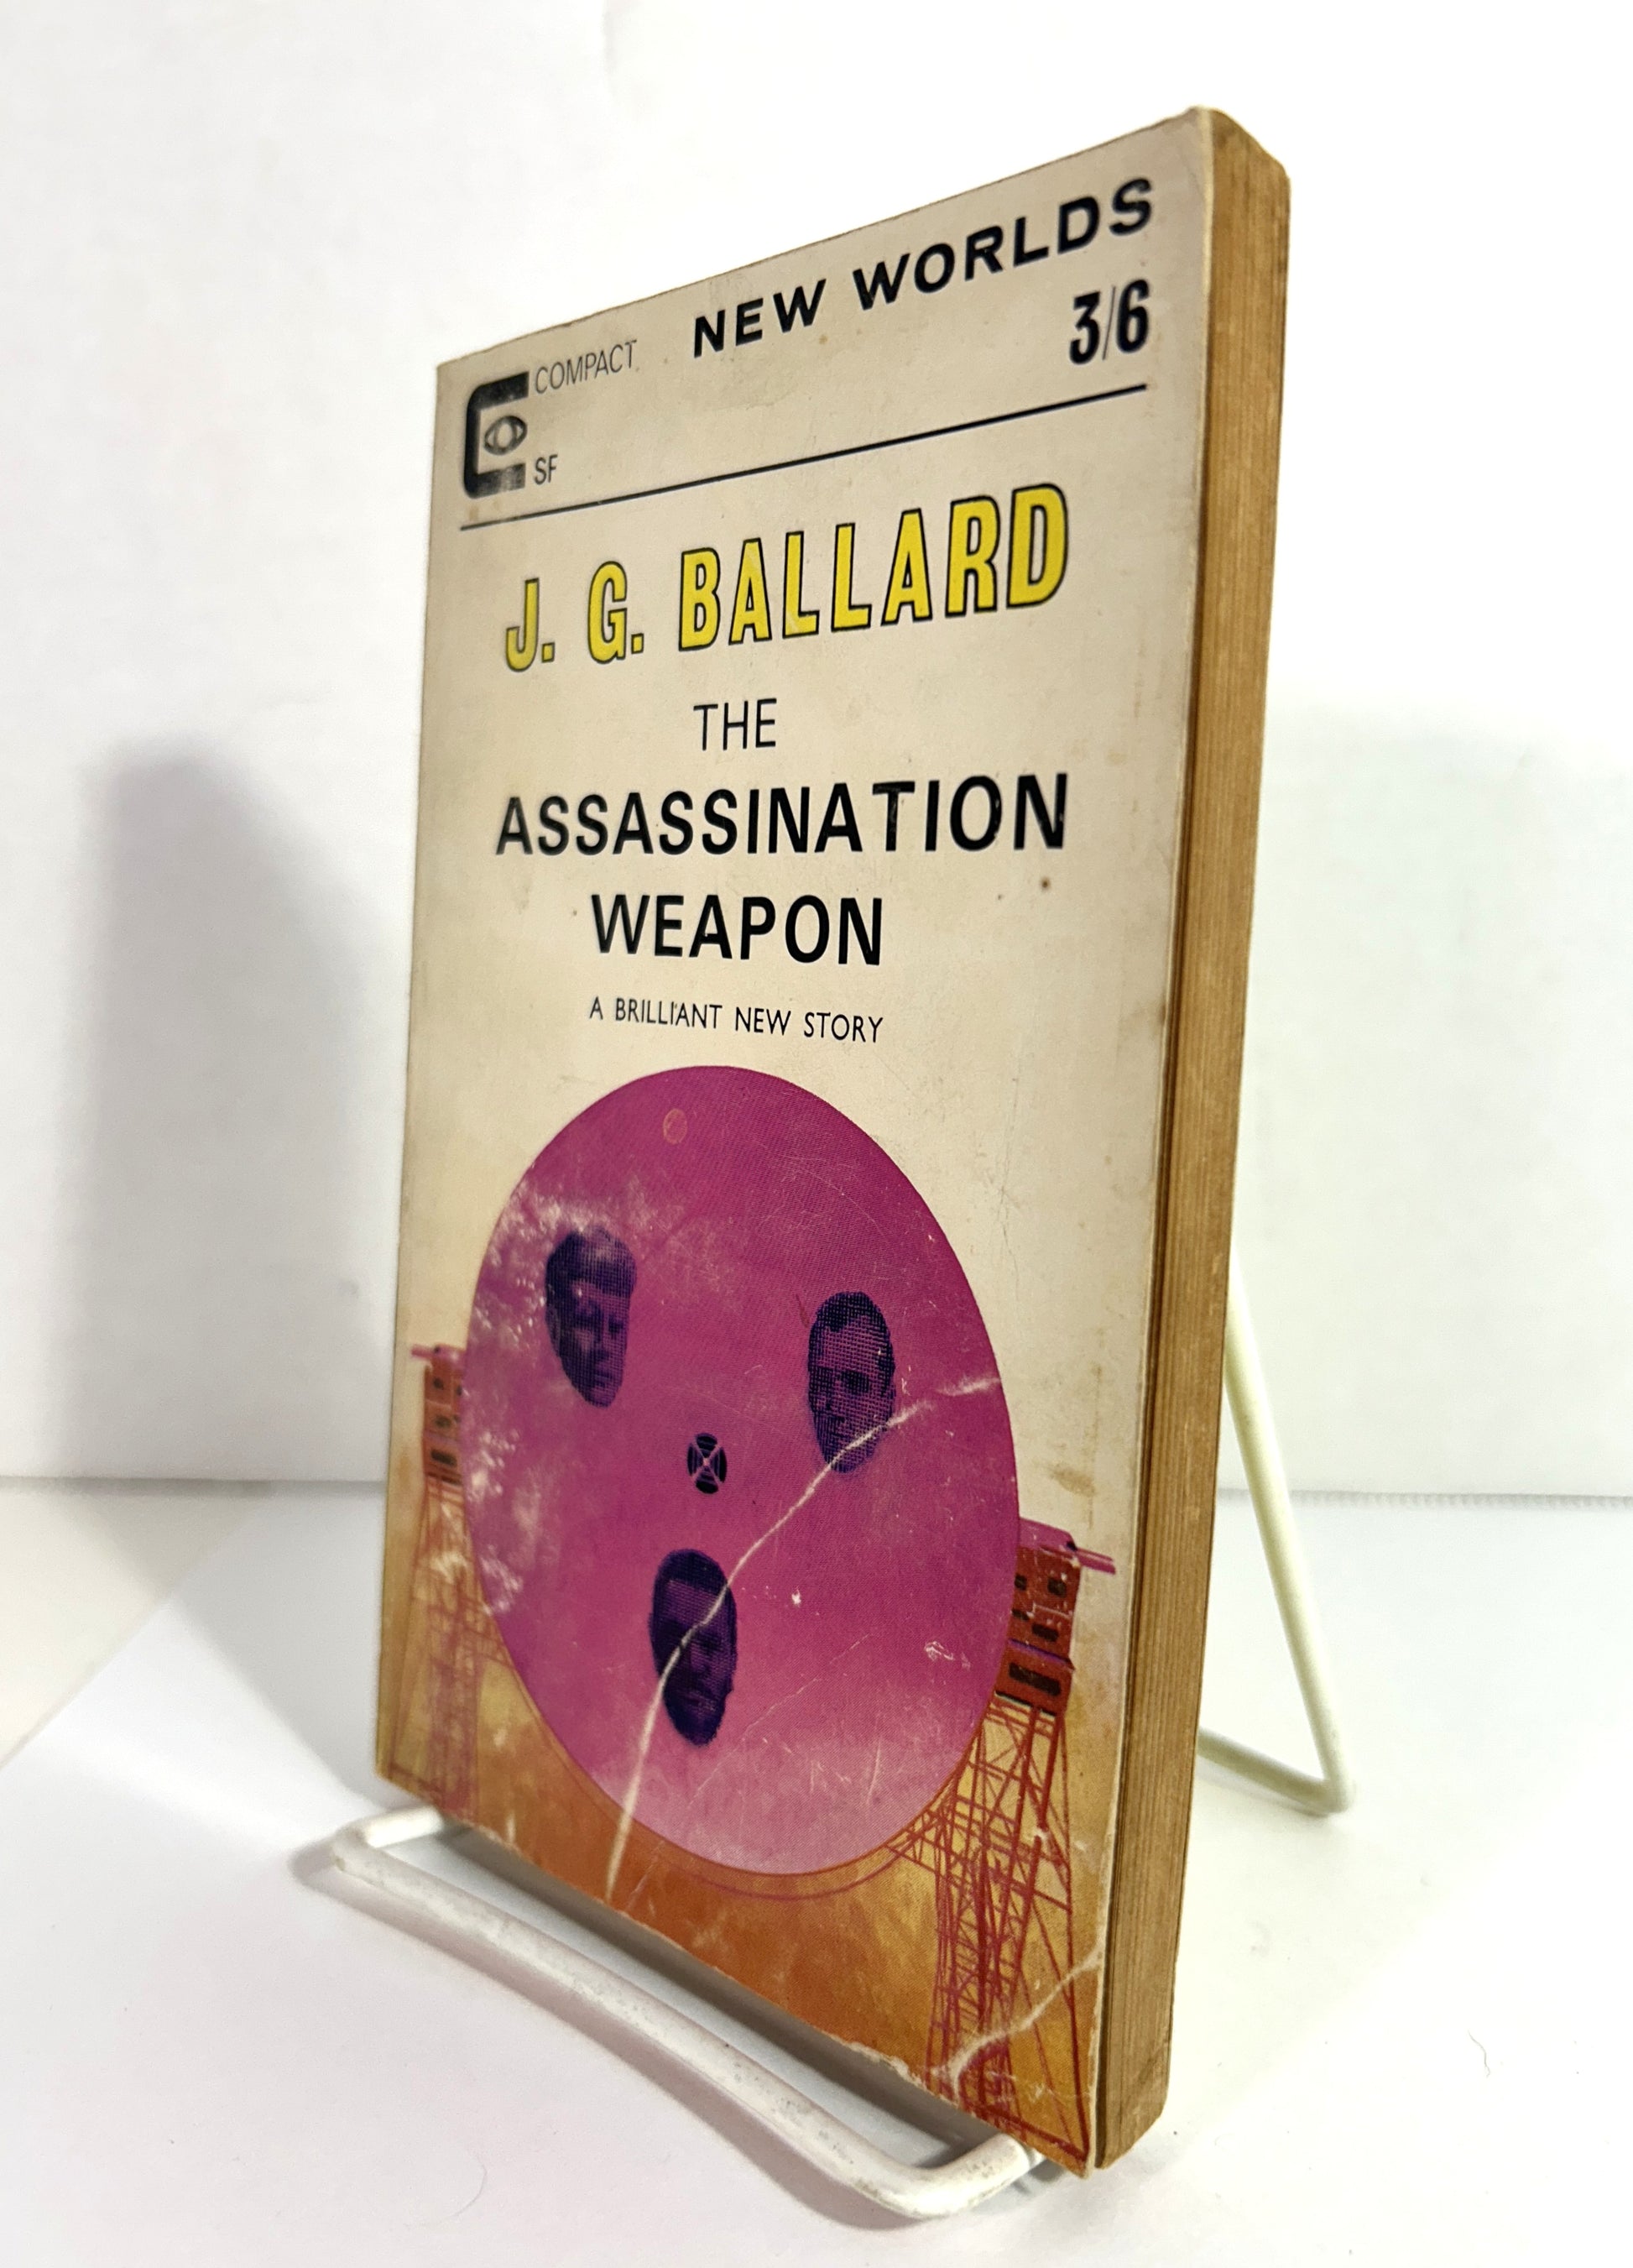 COMPACT
SF
NEW WORLDS
3/6
J. G. BALLARD
THE
ASSASSINATION
WEAPON
A BRILLIANT NEW STORY